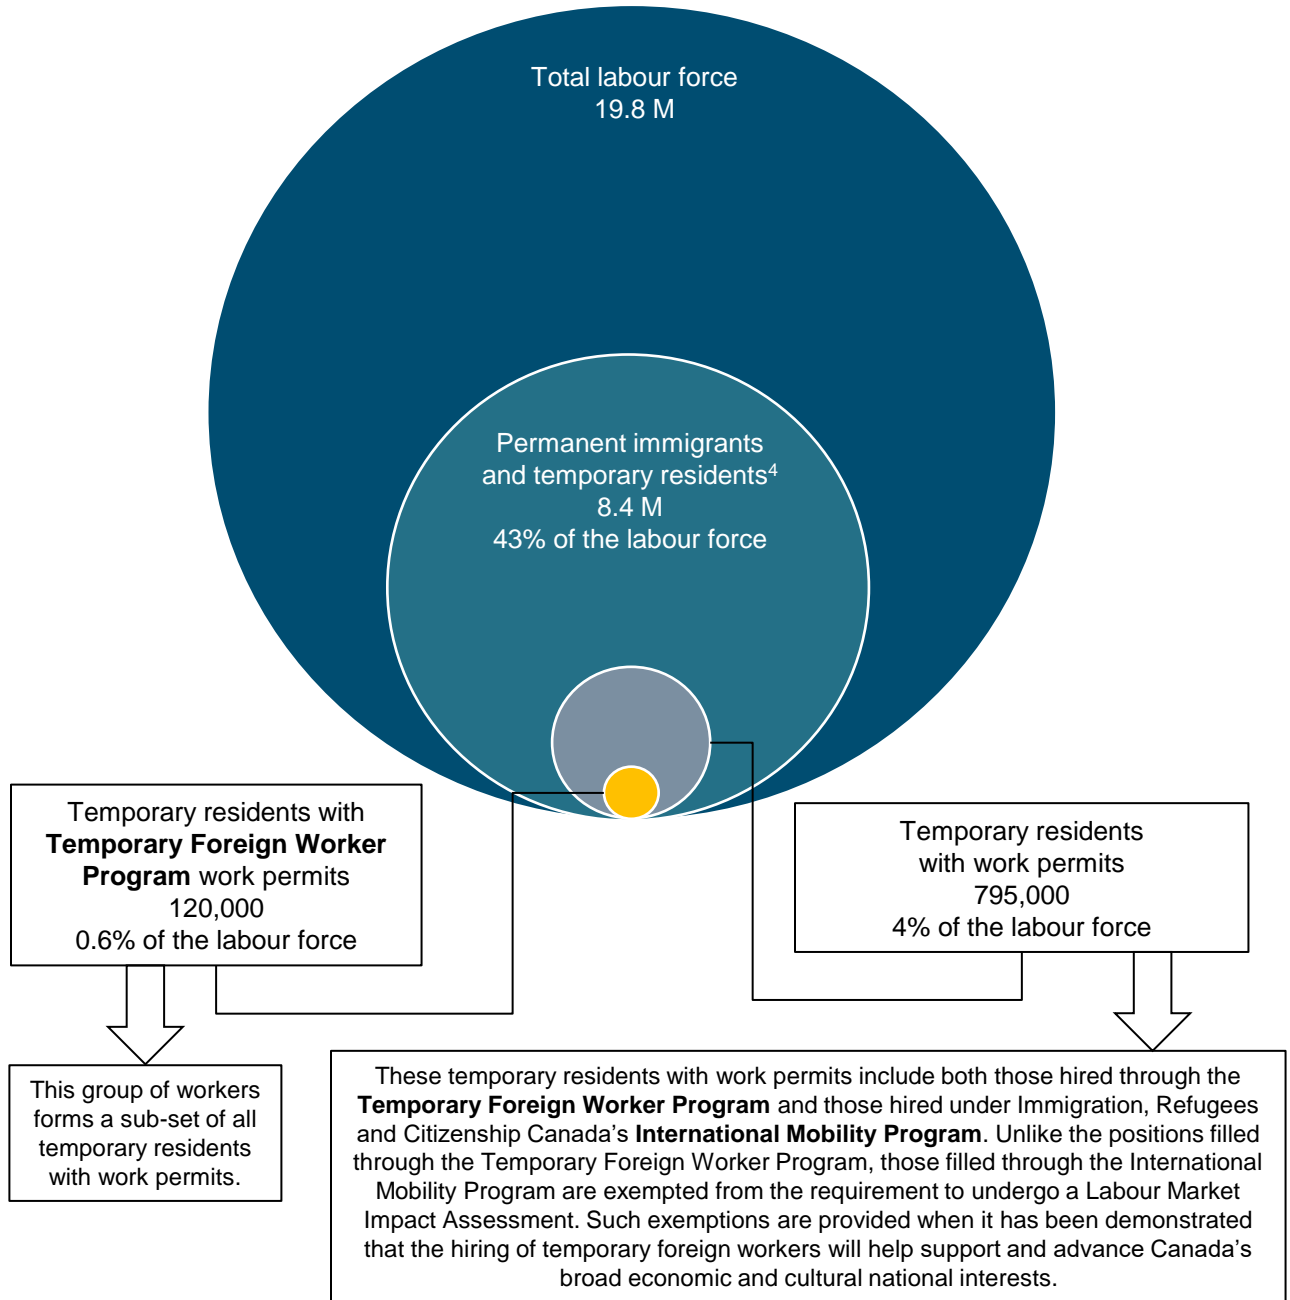 Total labour force
19.8 M
Permanent immigrants
and temporary residents⁴
8.4 M
43% of the labour force
Temporary residents with
Temporary Foreign Worker
Program work permits
120,000
0.6% of the labour force
Temporary residents
with work permits
795,000
4% of the labour force
This group of workers
forms a sub-set of all
temporary residents
with work permits.
These temporary residents with work permits include both those hired through the
Temporary Foreign Worker Program and those hired under Immigration, Refugees
and Citizenship Canada’s International Mobility Program. Unlike the positions filled
through the Temporary Foreign Worker Program, those filled through the International
Mobility Program are exempted from the requirement to undergo a Labour Market
Impact Assessment. Such exemptions are provided when it has been demonstrated
that the hiring of temporary foreign workers will help support and advance Canada’s
broad economic and cultural national interests.